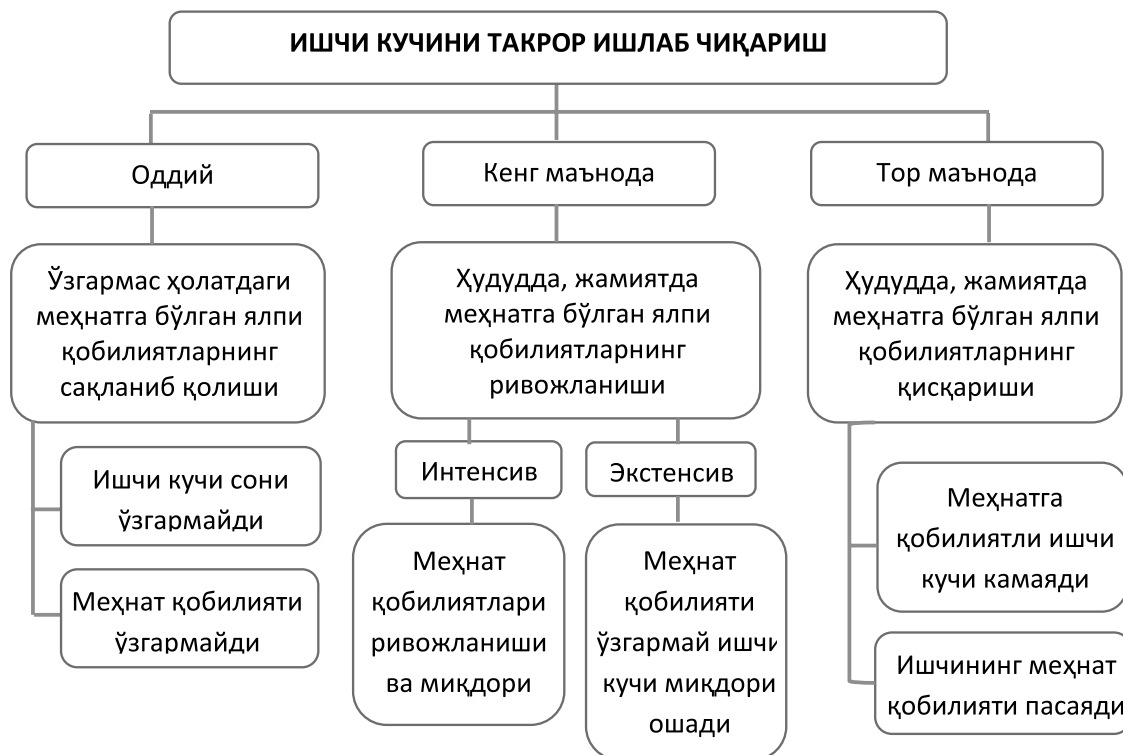 ИШЧИ КУЧИНИ ТАКРОР ИШЛАБ ЧИҚАРИШ
Оддий
Кенг маънода
Тор маънода
Ўзгармас ҳолатдаги
меҳнатга бўлган ялпи
қобилиятларнинг
сақланиб қолиши
Ҳудудда, жамиятда
меҳнатга бўлган ялпи
қобилиятларнинг
ривожланиши
Ҳудудда, жамиятда
меҳнатга бўлган ялпи
қобилиятларнинг
қисқариши
Ишчи кучи сони
ўзгармайди
Меҳнат қобилияти
ўзгармайди
Интенсив
Экстенсив
Меҳнат
қобилиятлари
ривожланиши
ва миқдори
Меҳнат
қобилияти
ўзгармай ишчи
кучи миқдори
ошади
Меҳнатга
қобилиятли ишчи
кучи камаяди
Ишчининг меҳнат
қобилияти пасаяди